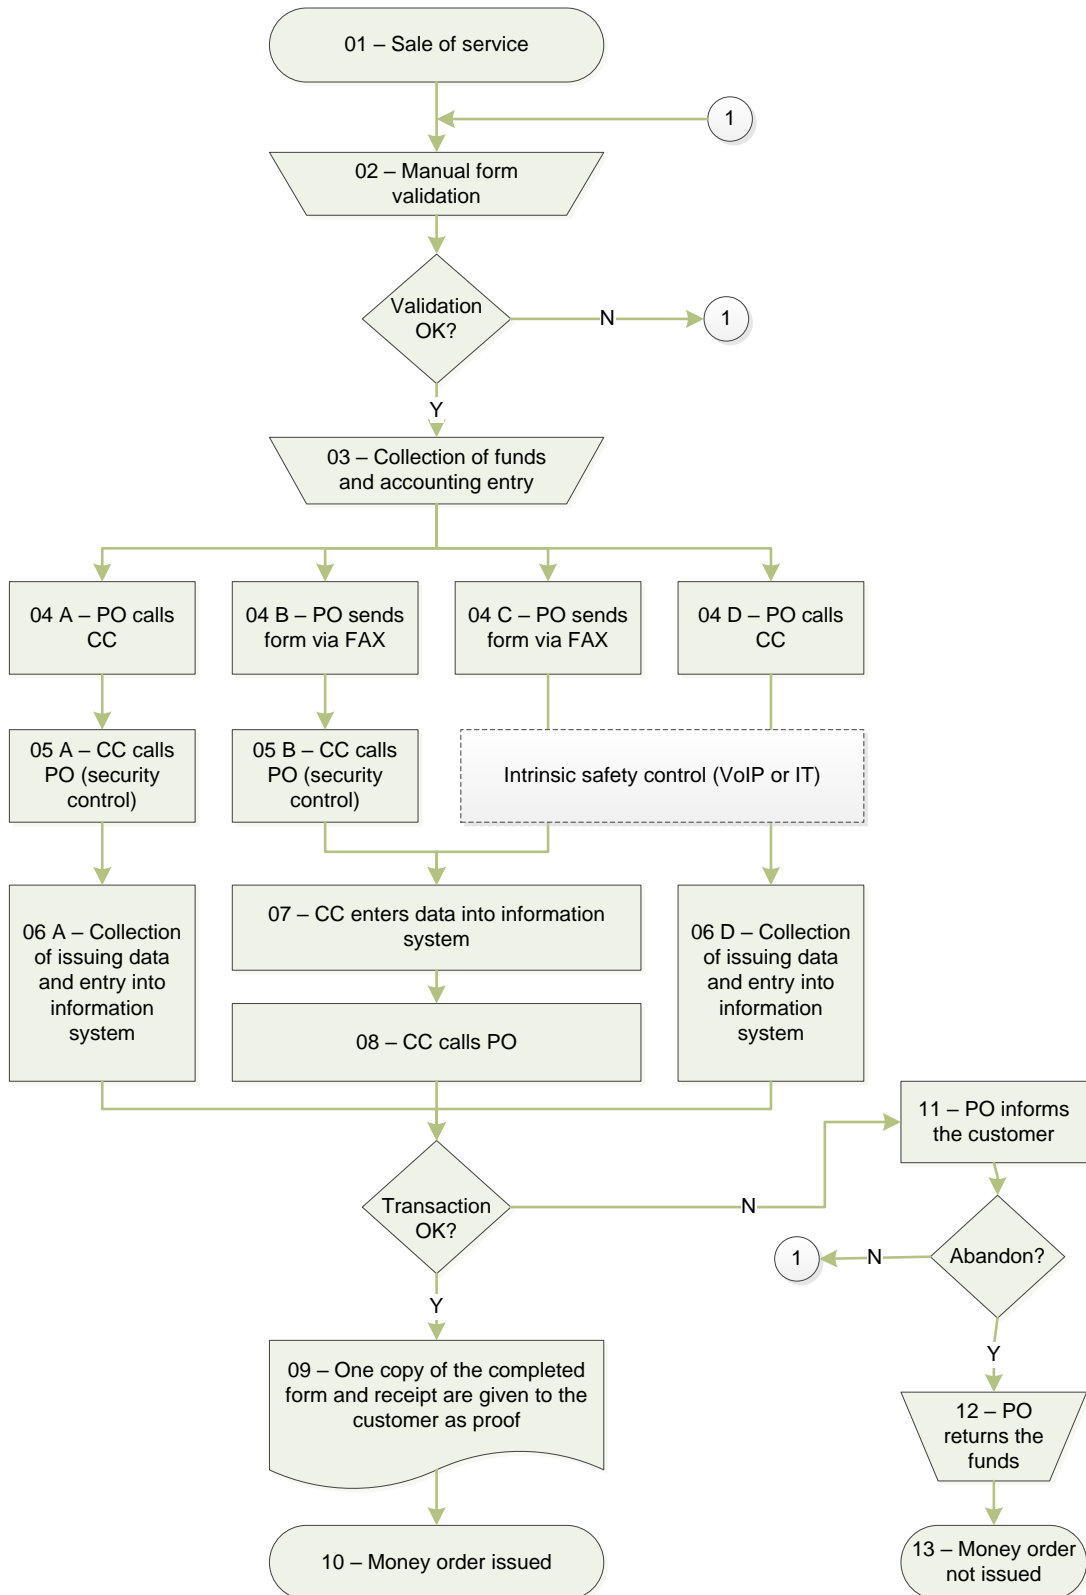 01 – Sale of service
1
02 – Manual form
validation
Validation
OK?
N
1
Y
03 – Collection of funds
and accounting entry
04 A – PO calls
CC
04 B – PO sends
form via FAX
04 C – PO sends
form via FAX
04 D – PO calls
CC
05 A – CC calls
PO (security
control)
05 B – CC calls
PO (security
control)
Intrinsic safety control (VoIP or IT)
06 A – Collection
of issuing data
and entry into
information
system
07 – CC enters data into information
system
06 D – Collection
of issuing data
and entry into
information
system
08 – CC calls PO
11 – PO informs
the customer
Transaction
OK?
N
Abandon?
N
1
Y
Y
09 – One copy of the completed
form and receipt are given to the
customer as proof
12 – PO
returns the
funds
10 – Money order issued
13 – Money order
not issued